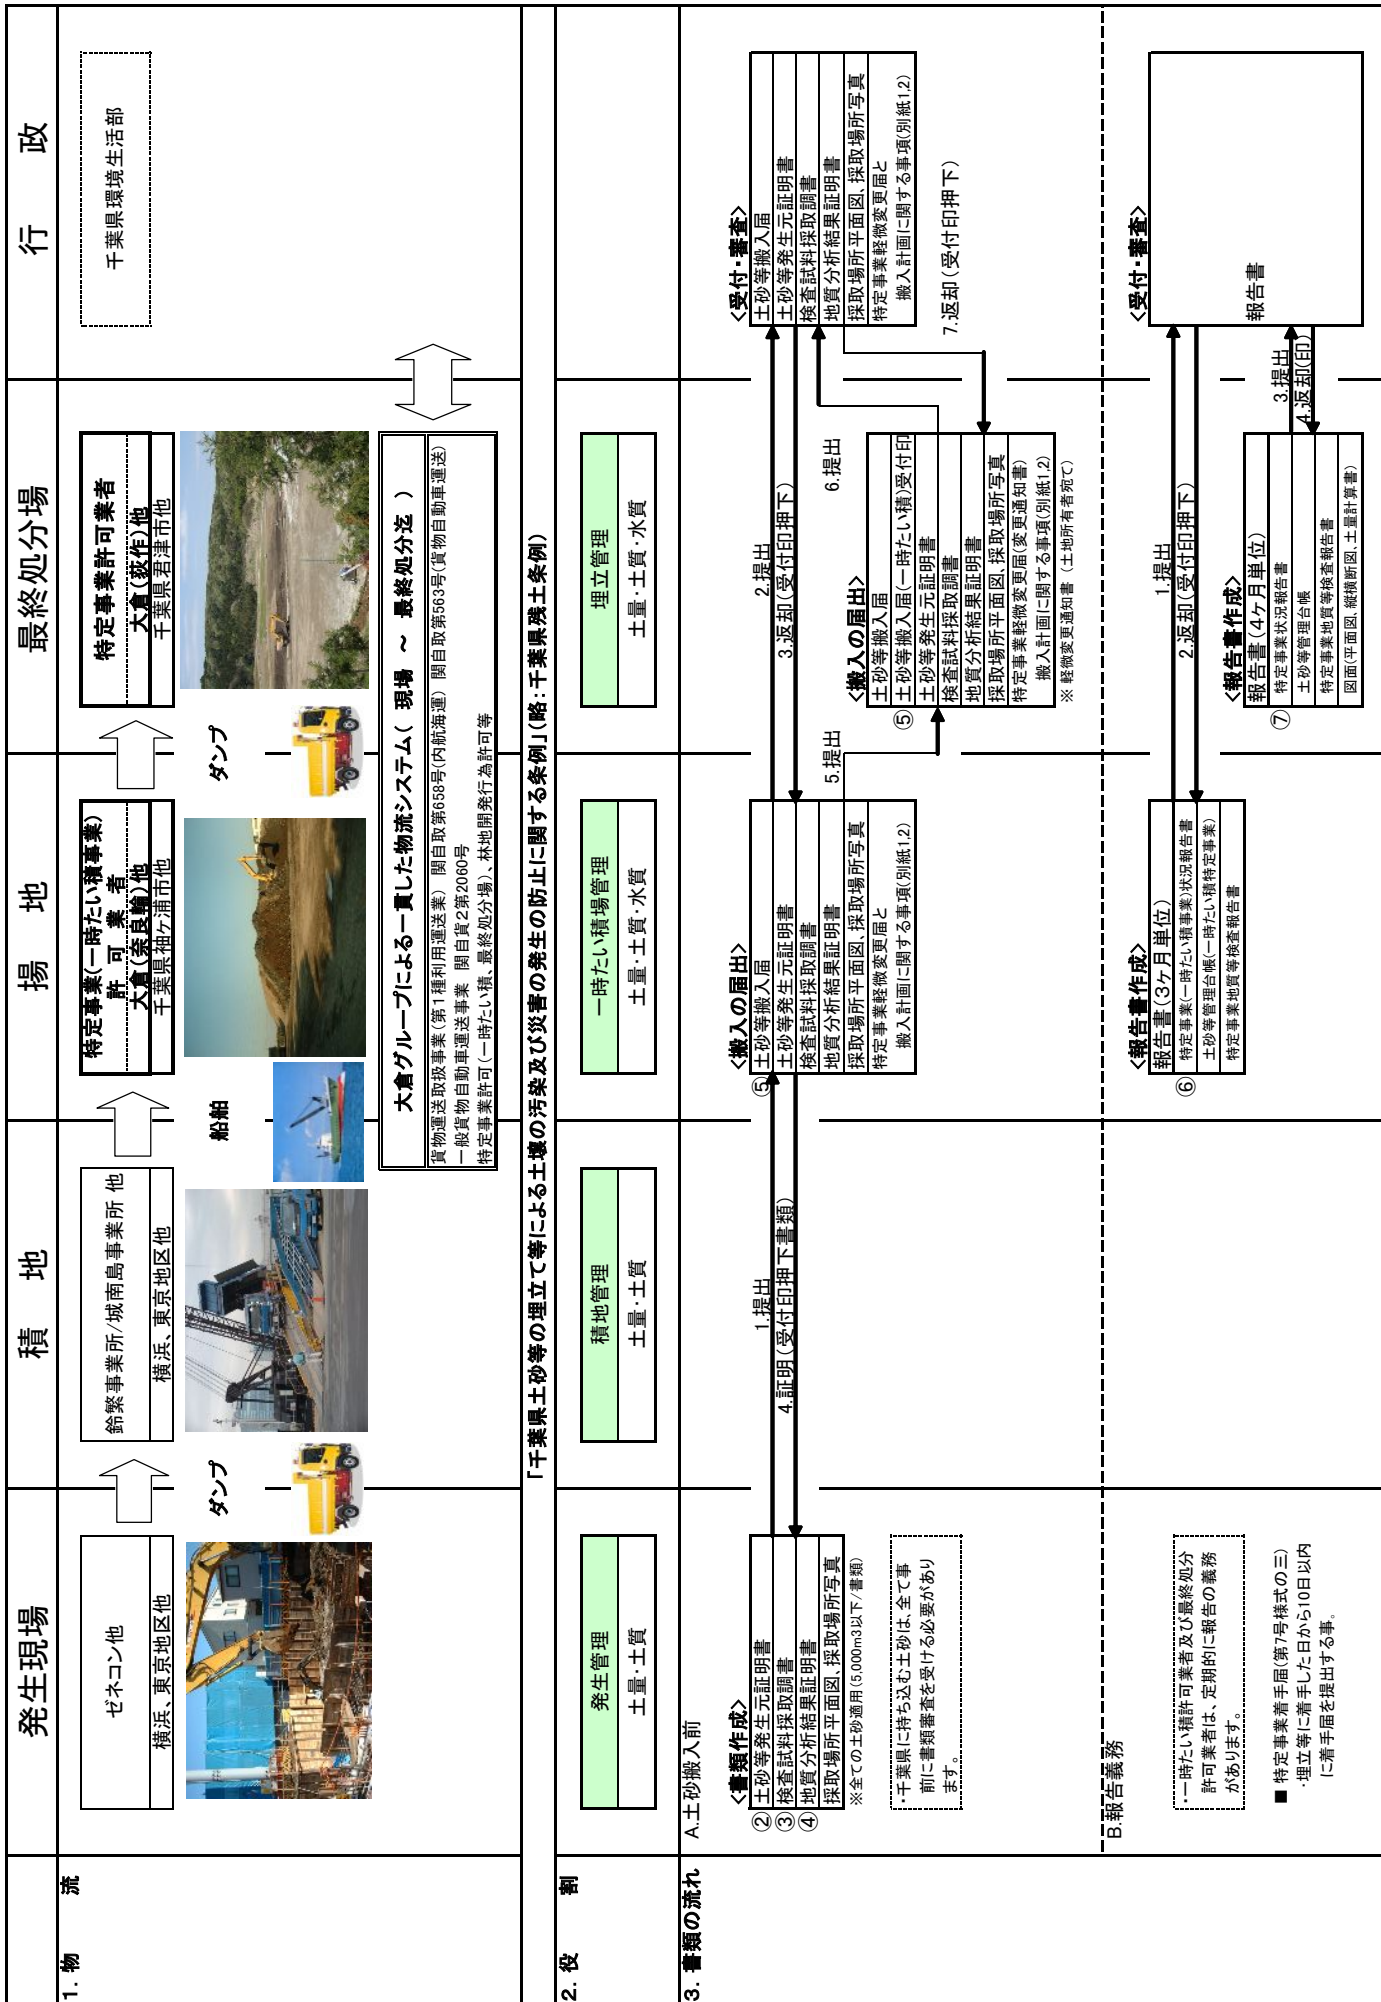 発生現場
積　地
揚　地
最終処分場
行　政
1. 物　流
ゼネコン他
横浜、東京地区他
ダンプ
鈴繁事業所/城南島事業所 他
横浜、東京地区他
船舶
特定事業(一時たい積事業)
許　可　業　者
大倉(奈良輪)他
千葉県袖ヶ浦市他
ダンプ
特定事業許可業者
大倉(荻作)他
千葉県君津市他
千葉県環境生活部
大倉グループによる一貫した物流システム( 現場 ～ 最終処分迄 )
貨物運送取扱事業(第１種利用運送業) 関自取第658号(内航海運) 関自取第563号(貨物自動車運送)
一般貨物自動車運送事業 関自貨２第2060号
特定事業許可(一時たい積、最終処分場)、林地開発行為許可等
「千葉県土砂等の埋立て等による土壌の汚染及び災害の発生の防止に関する条例」(略：千葉県残土条例)
2. 役　割
発生管理
土量・土質
積地管理
土量・土質
一時たい積場管理
土量・土質・水質
埋立管理
土量・土質・水質
3. 書類の流れ
A.土砂搬入前
<書類作成>
② 土砂等発生元証明書
③ 検査試料採取調書
④ 地質分析結果証明書
採取場所平面図、採取場所写真
※全ての土砂適用(5,000m3以下/書類)
・千葉県に持ち込む土砂は、全て事
前に書類審査を受ける必要があり
ます。
1.提出
4.証明(受付印押下書類)
<搬入の届出>
⑤ 土砂等搬入届
土砂等発生元証明書
検査試料採取調書
地質分析結果証明書
採取場所平面図、採取場所写真
特定事業軽微変更届と
搬入計画に関する事項(別紙1,2)
2.提出
3.返却(受付印押下)
5.提出
<搬入の届出>
土砂等搬入届
⑤ 土砂等搬入届(一時たい積)受付印
土砂等発生元証明書
検査試料採取調書
地質分析結果証明書
採取場所平面図、採取場所写真
特定事業軽微変更届(変更通知書)
搬入計画に関する事項(別紙1,2)
※ 軽微変更通知書 (土地所有者宛て)
6.提出
<受付・審査>
土砂等搬入届
土砂等発生元証明書
検査試料採取調書
地質分析結果証明書
採取場所平面図、採取場所写真
特定事業軽微変更届と
搬入計画に関する事項(別紙1,2)
7.返却(受付印押下)
B.報告義務
・一時たい積許可業者及び最終処分
許可業者は、定期的に報告の義務
があります。
■ 特定事業着手届(第7号様式の三)
・埋立等に着手した日から10日以内
に着手届を提出する事。
<報告書作成>
報告書(3ヶ月単位)
⑥ 特定事業(一時たい積事業)状況報告書
土砂等管理台帳(一時たい積特定事業)
特定事業地質等検査報告書
1.提出
2.返却(受付印押下)
<報告書作成>
報告書(4ヶ月単位)
⑦ 特定事業状況報告書
土砂等管理台帳
特定事業地質等検査報告書
図面(平面図、縦横断図、土量計算書)
3.提出
4.返却(印)
<受付・審査>
報告書